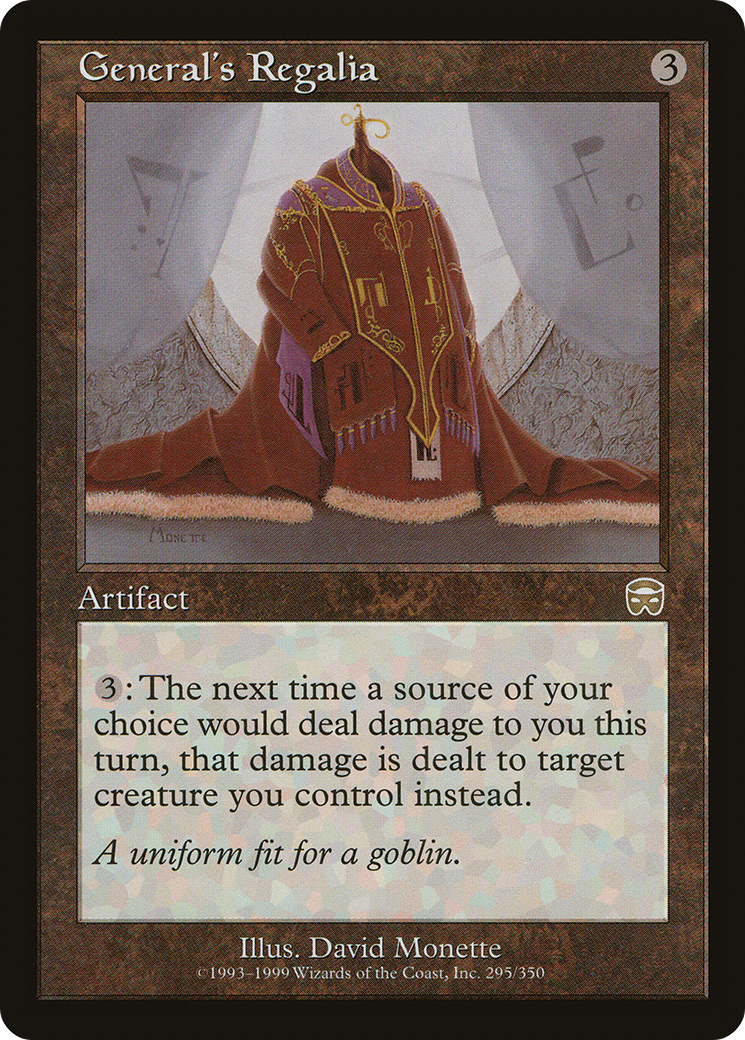 General's Regalia
3
Monette
Artifact
3: The next time a source of your
choice would deal damage to you this
turn, that damage is dealt to target
creature you control instead.
A uniform fit for a goblin.
Illus. David Monette
©1993–1999 Wizards of the Coast, Inc. 295/350